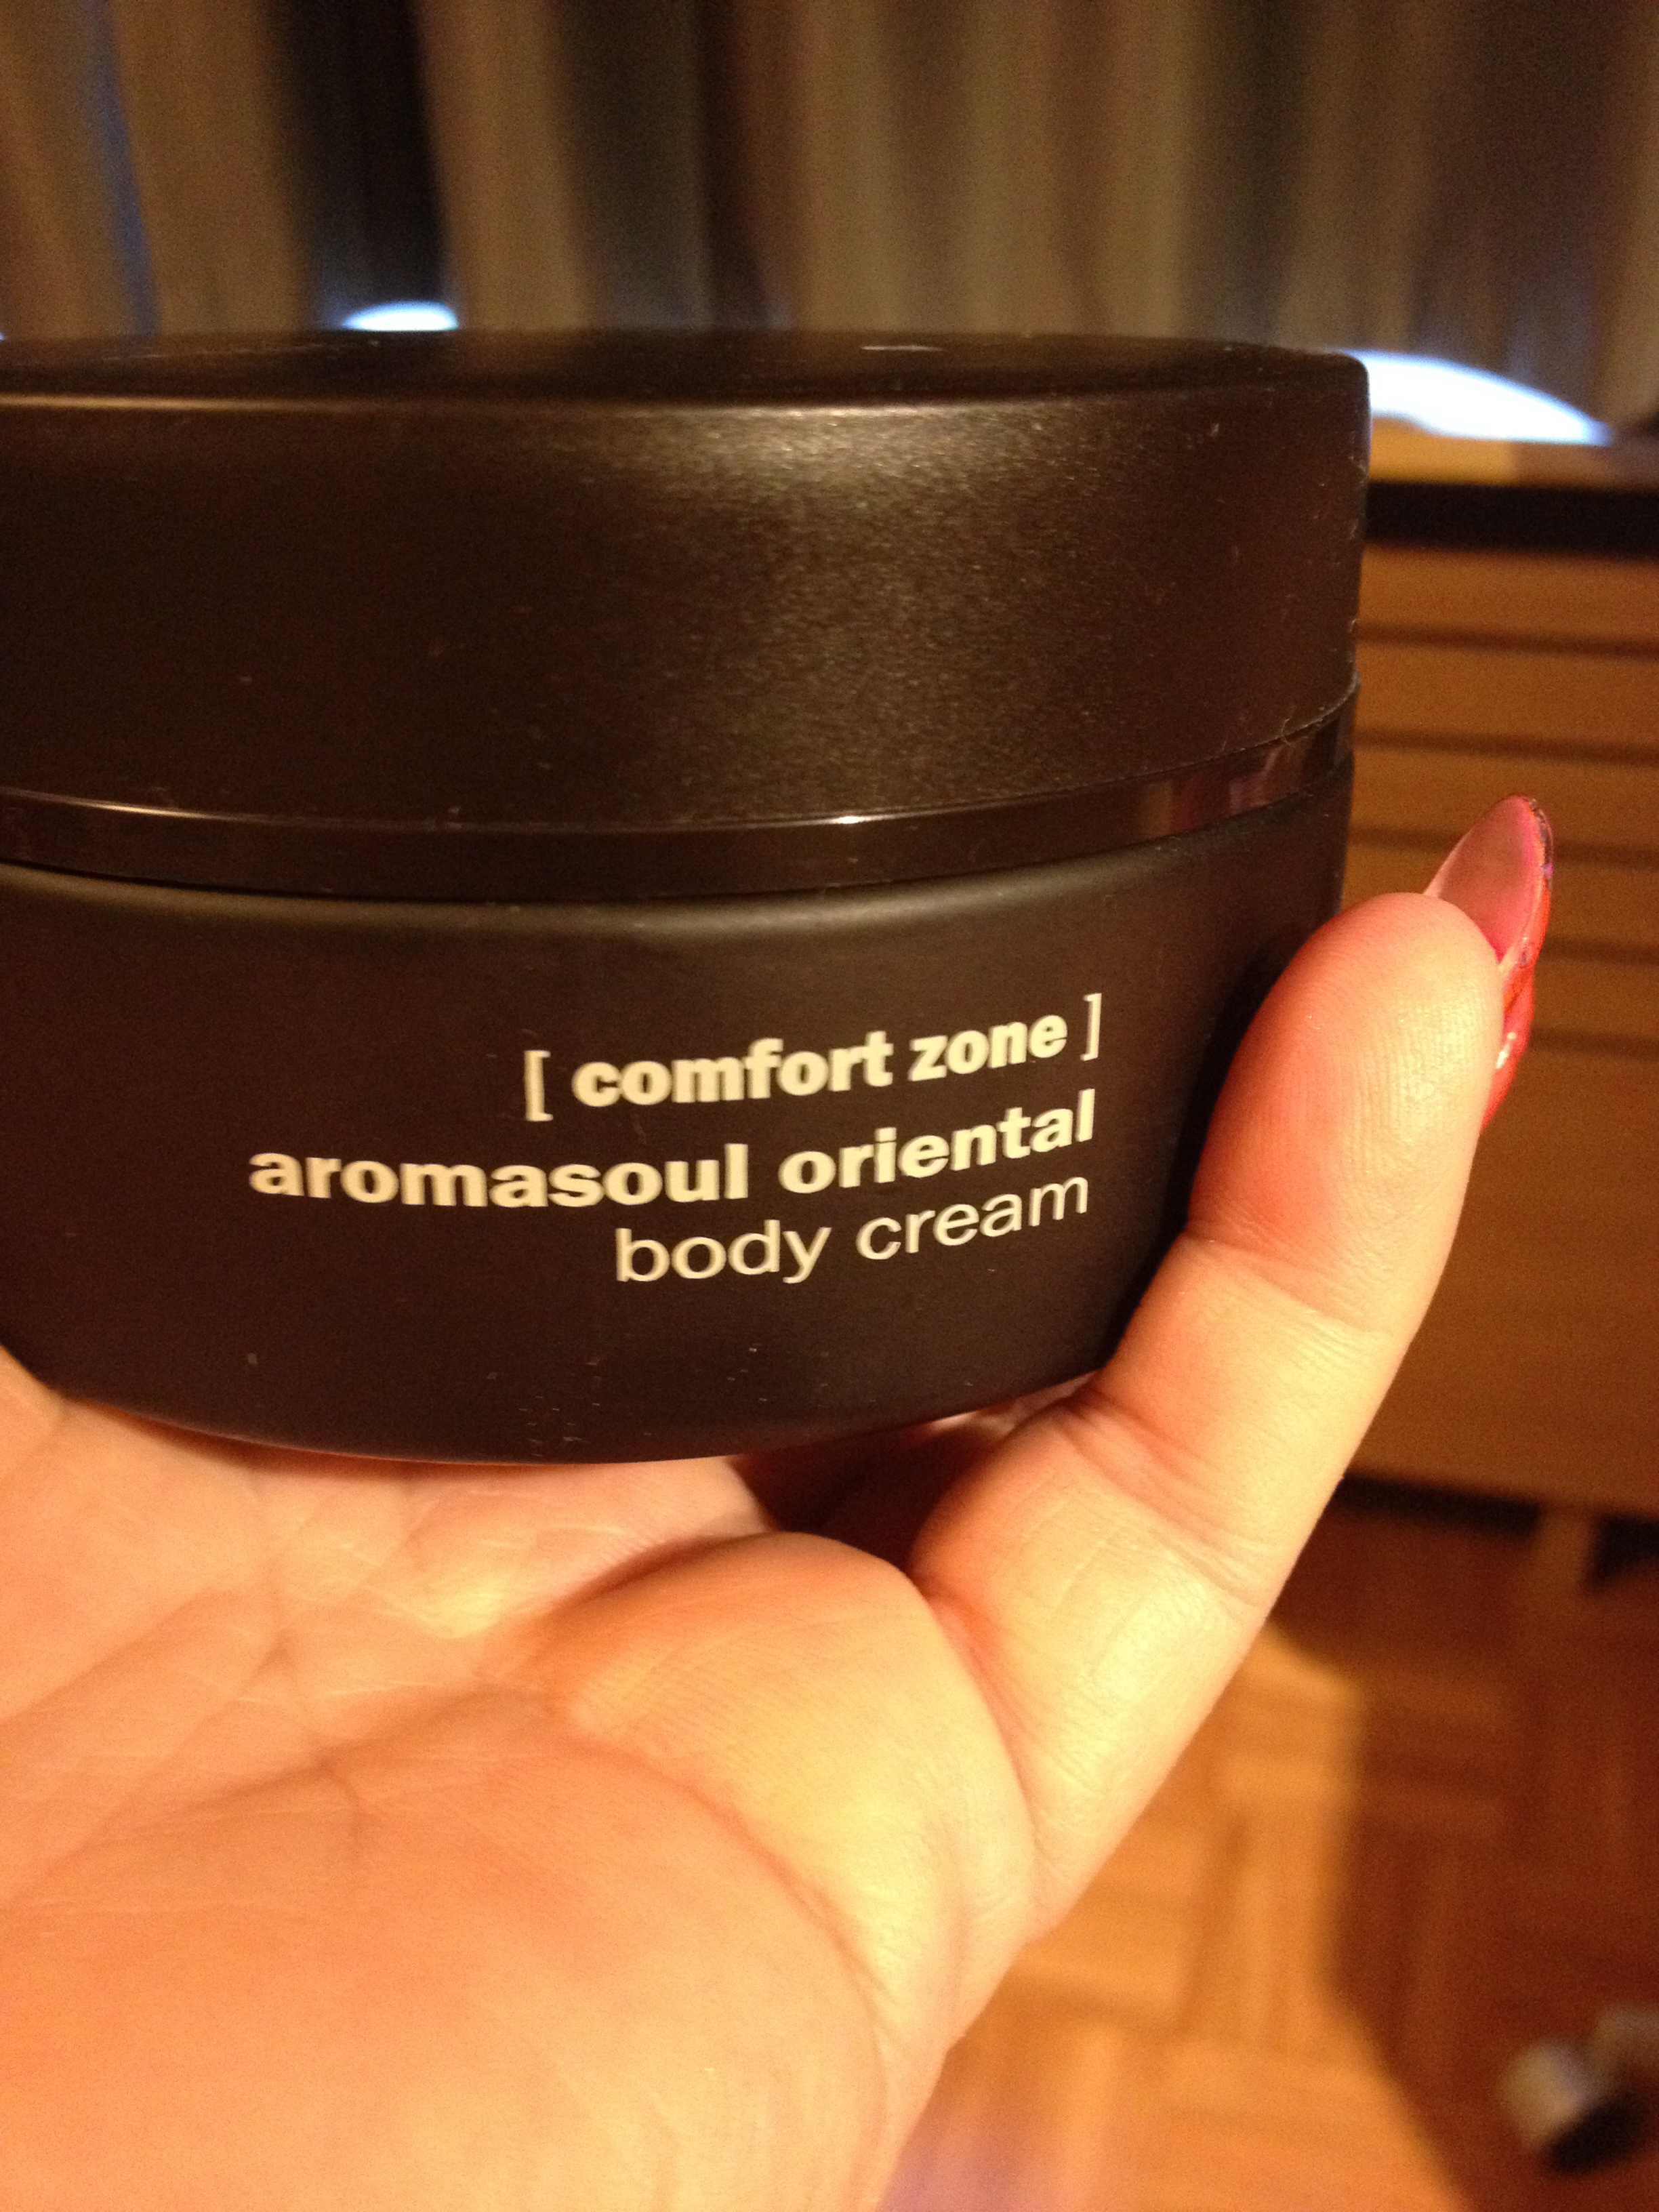 [ comfort zone ]
aromasoul oriental
body cream